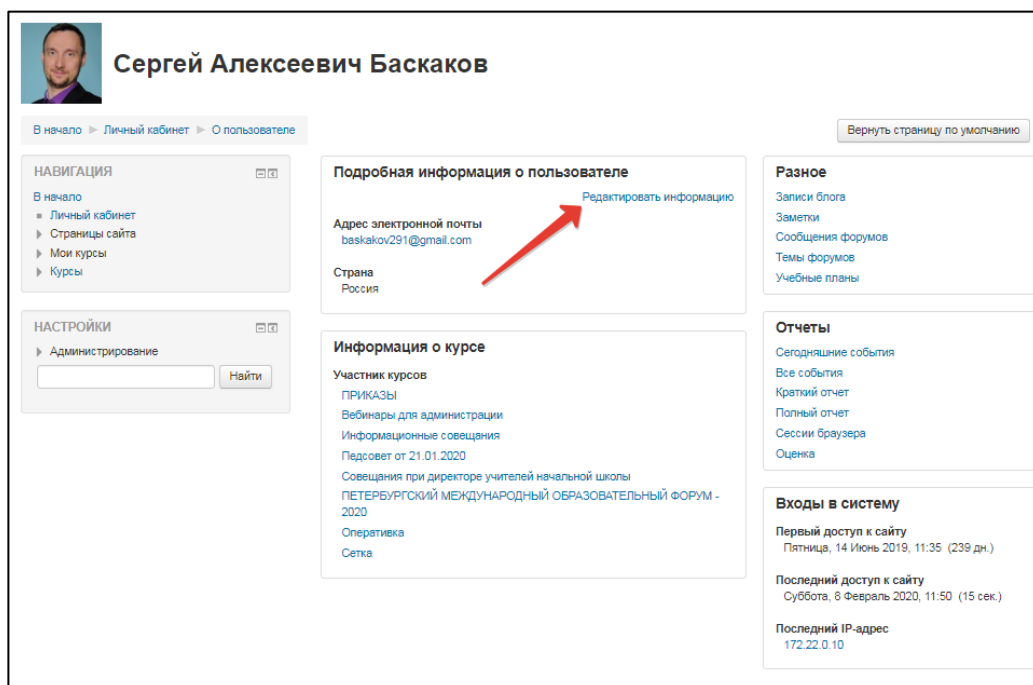 Сергей Алексеевич Баскаков
В начало Личный кабинет О пользователе
Вернуть страницу по умолчанию
НАВИГАЦИЯ
В начало
Личный кабинет
Страницы сайта
Мои курсы
Курсы
НАСТРОЙКИ
Администрирование
Найти
Подробная информация о пользователе
Редактировать информацию
Адрес электронной почты
baskakov291@gmail.com
Страна
Россия
Информация о курсе
Участник курсов
ПРИКАЗЫ
Вебинары для администрации
Информационные совещания
Педсовет от 21.01.2020
Совещания при директоре учителей начальной школы
ПЕТЕРБУРГСКИЙ МЕЖДУНАРОДНЫЙ ОБРАЗОВАТЕЛЬНЫЙ ФОРУМ -
2020
Оперативка
Сетка
Разное
Записи блога
Заметки
Сообщения форумов
Темы форумов
Учебные планы
Отчеты
Сегодняшние события
Все события
Краткий отчет
Полный отчет
Сессии браузера
Оценка
Входы в систему
Первый доступ к сайту
Пятница, 14 Июнь 2019, 11:35 (239 дн.)
Последний доступ к сайту
Суббота, 8 Февраль 2020, 11:50 (15 сек.)
Последний IP-адрес
172.22.0.10